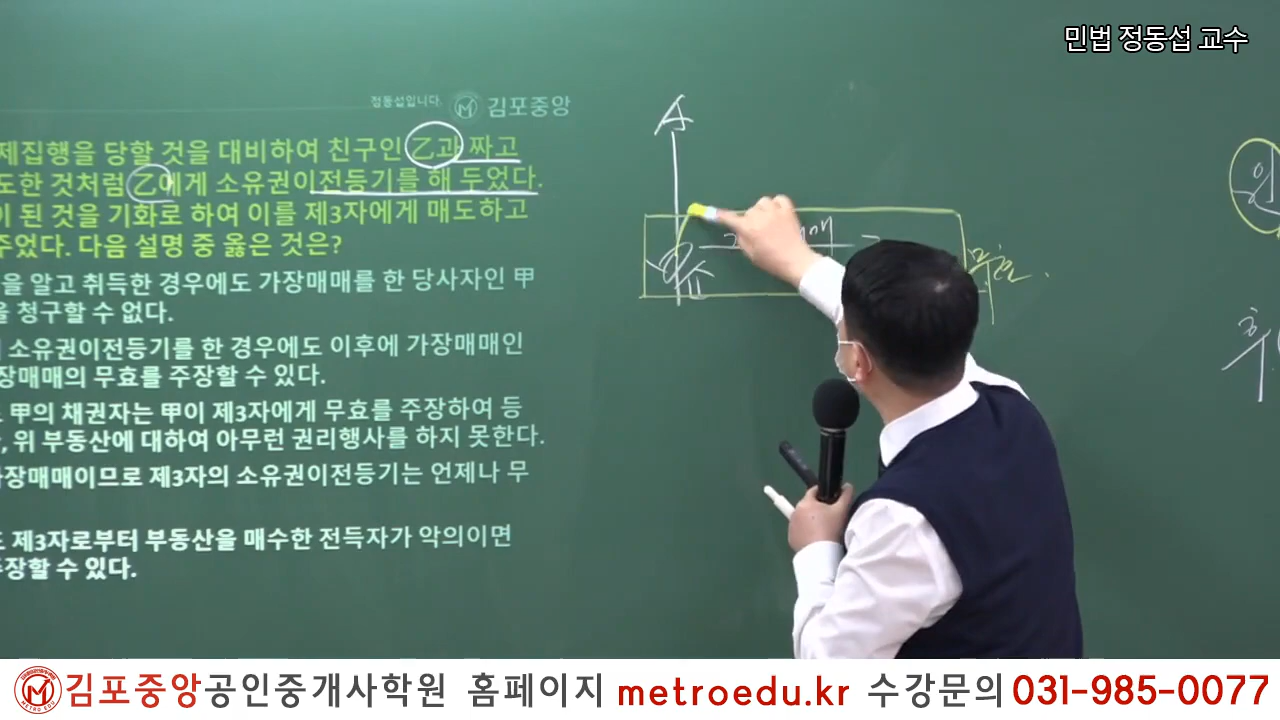 민법 정동섭 교수
정동섭입니다. 김포중앙
제집행을 당할 것을 대비하여 친구인 乙과 짜고
도한 것처럼 乙에게 소유권이전등기를 해 두었다.
이 된 것을 기화로 하여 이를 제3자에게 매도하고
주었다. 다음 설명 중 옳은 것은?
을 알고 취득한 경우에도 가장매매를 한 당사자인 甲
을 청구할 수 없다.
소유권이전등기를 한 경우에도 이후에 가장매매인
장매매의 무효를 주장할 수 있다.
甲의 채권자는 甲이 제3자에게 무효를 주장하여 등
, 위 부동산에 대하여 아무런 권리행사를 하지 못한다.
가장매매이므로 제3자의 소유권이전등기는 언제나 무
도 제3자로부터 부동산을 매수한 전득자가 악의이면
주장할 수 있다.
무효.
김포중앙공인중개사학원 홈페이지 metroedu.kr 수강문의 031-985-0077
METRO EDU